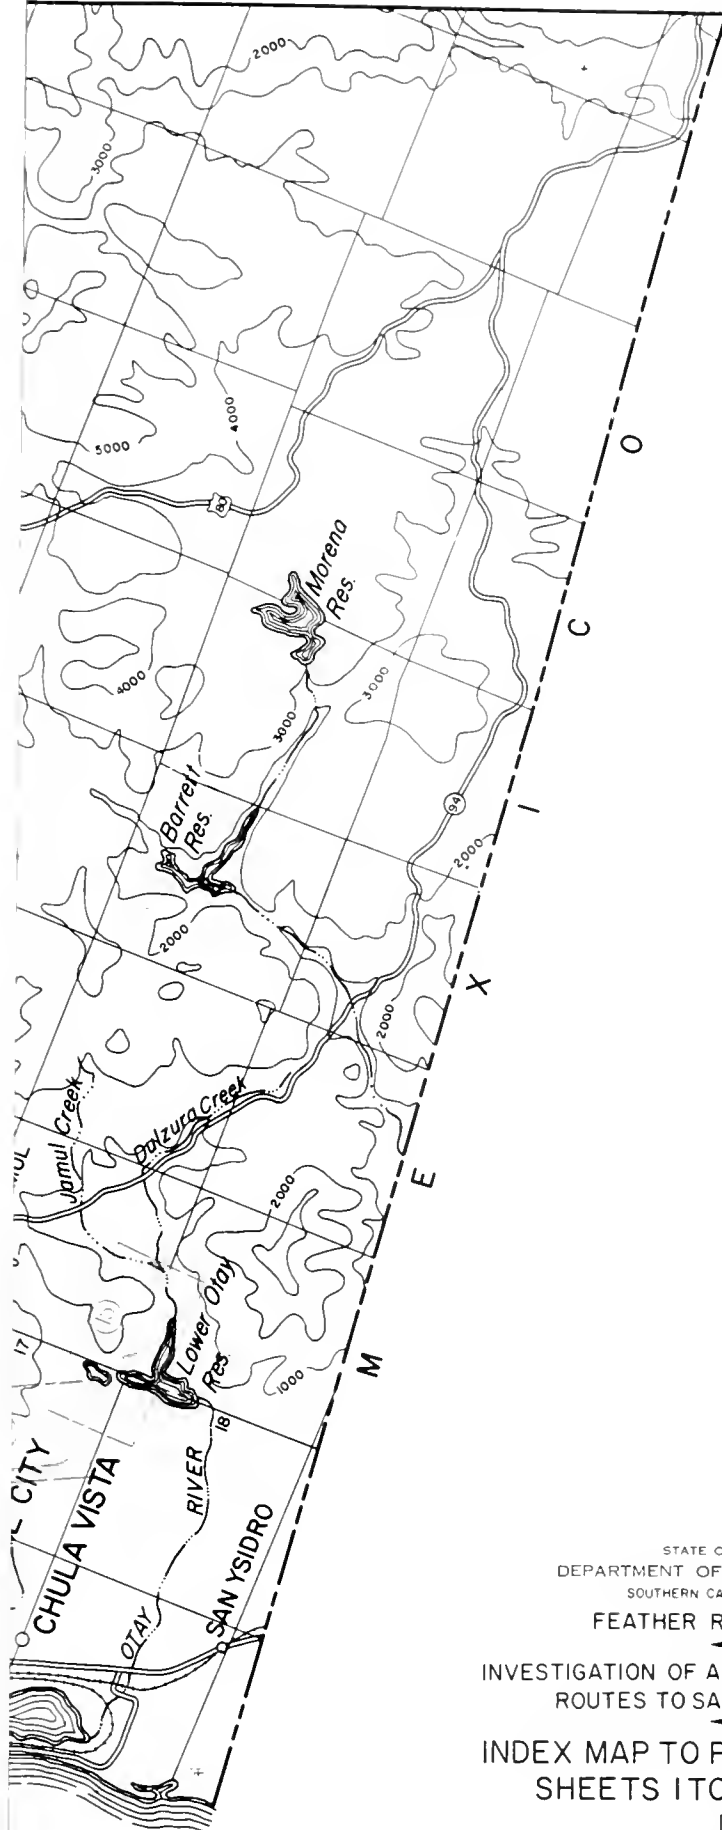 2000
3000
4000
5000
80
Morena
Res.
4000
3000
3000
Barrett
Res.
94
2000
2000
2000
Jamul Creek
Dulzura Creek
2000
Lower Otay
Res.
1000
17
18
CITY
CHULA VISTA
OTAY
RIVER
SAN YSIDRO
M E X I C O
STATE O
DEPARTMENT OF
SOUTHERN CA
FEATHER R
INVESTIGATION OF A
ROUTES TO SA
INDEX MAP TO P
SHEETS 1 TO